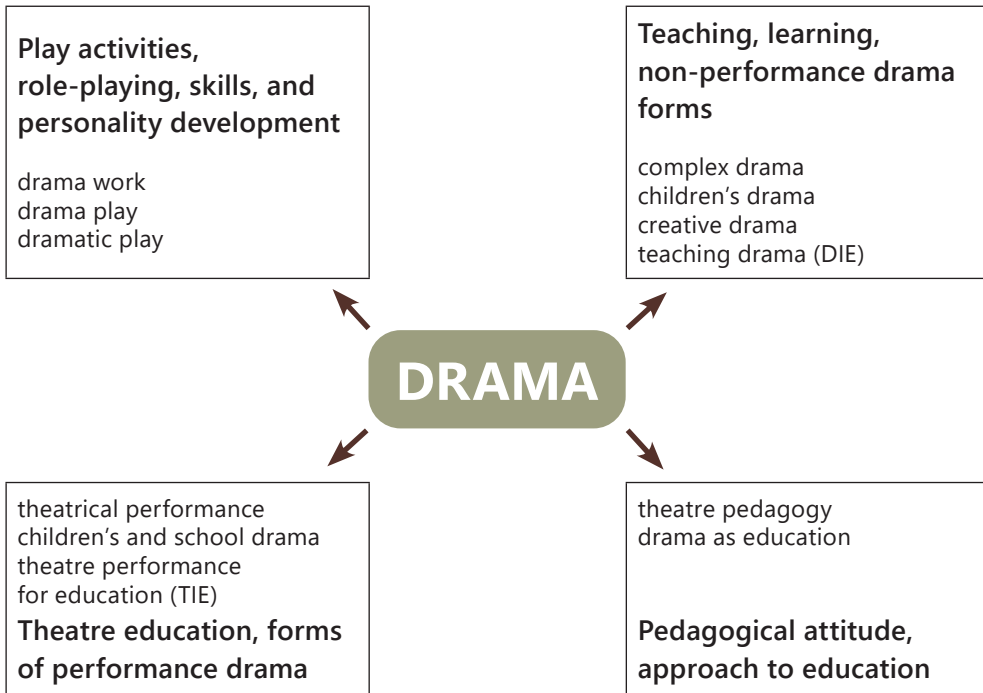 Play activities,
role-playing, skills, and
personality development
drama work
drama play
dramatic play
Teaching, learning,
non-performance drama
forms
complex drama
children’s drama
creative drama
teaching drama (DIE)
DRAMA
theatrical performance
children’s and school drama
theatre performance
for education (TIE)
Theatre education, forms
of performance drama
theatre pedagogy
drama as education
Pedagogical attitude,
approach to education